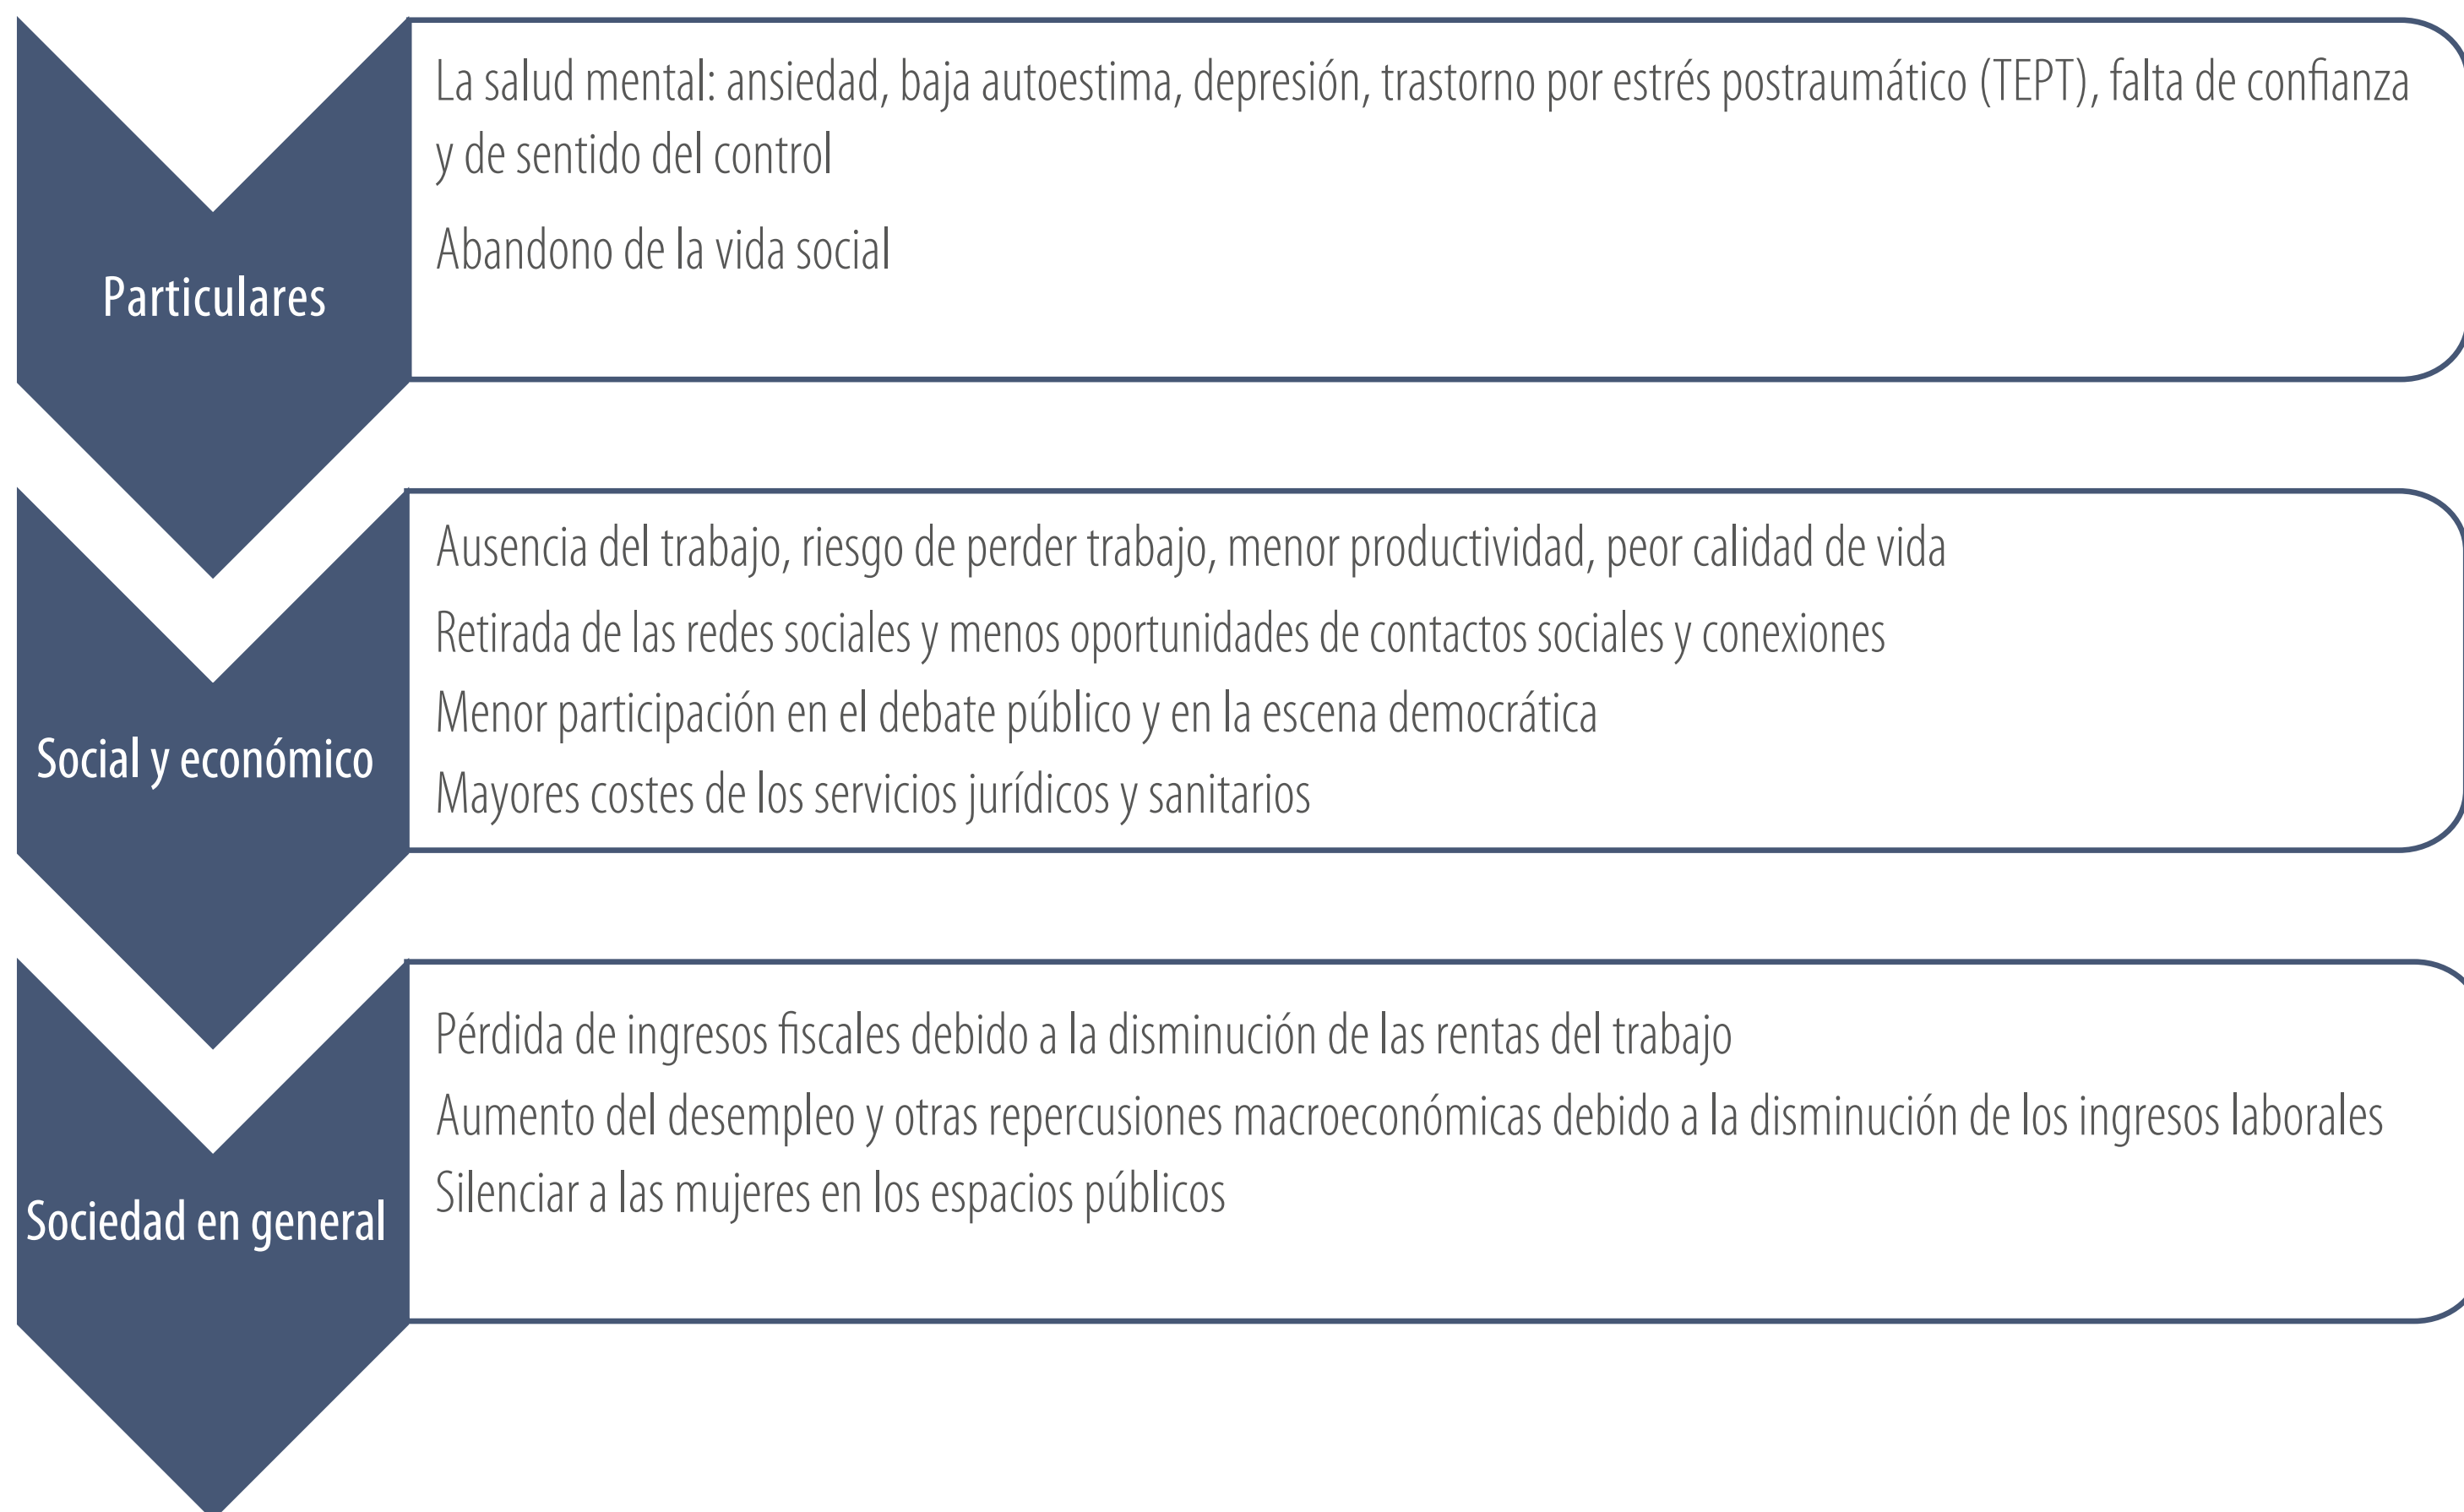 Particulares
La salud mental: ansiedad, baja autoestima, depresión, trastorno por estrés postraumático (TEPT), falta de confianza
y de sentido del control
Abandono de la vida social
Social y económico
Ausencia del trabajo, riesgo de perder trabajo, menor productividad, peor calidad de vida
Retirada de las redes sociales y menos oportunidades de contactos sociales y conexiones
Menor participación en el debate público y en la escena democrática
Mayores costes de los servicios jurídicos y sanitarios
Sociedad en general
Pérdida de ingresos fiscales debido a la disminución de las rentas del trabajo
Aumento del desempleo y otras repercusiones macroeconómicas debido a la disminución de los ingresos laborales
Silenciar a las mujeres en los espacios públicos